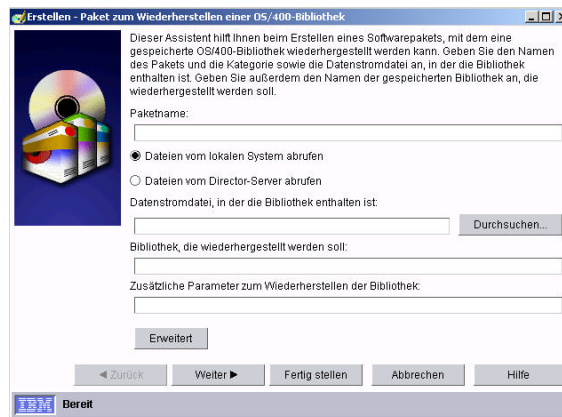 Erstellen - Paket zum Wiederherstellen einer OS/400-Bibliothek
Dieser Assistent hilft Ihnen beim Erstellen eines Softwarepakets, mit dem eine
gespeicherte OS/400-Bibliothek wiederhergestellt werden kann. Geben Sie den Namen
des Pakets und die Kategorie sowie die Datenstromdatei an, in der die Bibliothek
enthalten ist. Geben Sie außerdem den Namen der gespeicherten Bibliothek an, die
wiederhergestellt werden soll.
Paketname:
Dateien vom lokalen System abrufen
Dateien vom Director-Server abrufen
Datenstromdatei, in der die Bibliothek enthalten ist:
Durchsuchen...
Bibliothek, die wiederhergestellt werden soll:
Zusätzliche Parameter zum Wiederherstellen der Bibliothek:
Erweitert
◀ Zurück Weiter ▶ Fertig stellen Abbrechen Hilfe
IBM Bereit